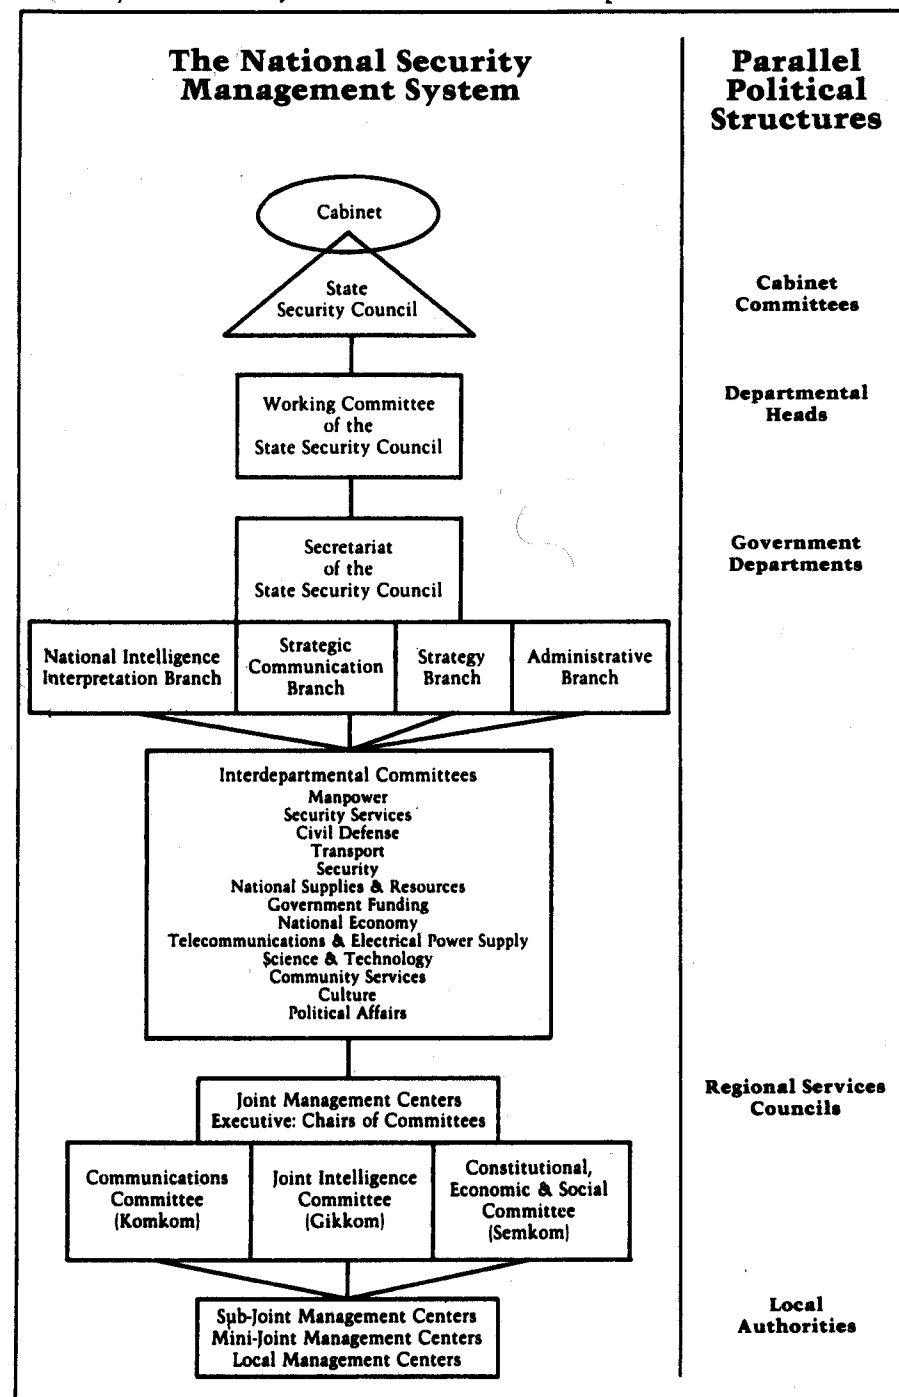 The National Security
Management System
Parallel
Political
Structures
Cabinet
State
Security Council
Cabinet
Committees
Working Committee
of the
State Security Council
Departmental
Heads
Secretariat
of the
State Security Council
Government
Departments
National Intelligence
Interpretation Branch
Strategic
Communication
Branch
Strategy
Branch
Administrative
Branch
Interdepartmental Committees
Manpower
Security Services
Civil Defense
Transport
Security
National Supplies & Resources
Government Funding
National Economy
Telecommunications & Electrical Power Supply
Science & Technology
Community Services
Culture
Political Affairs
Joint Management Centers
Executive: Chairs of Committees
Regional Services
Councils
Communications
Committee
(Komkom)
Joint Intelligence
Committee
(Gikkom)
Constitutional,
Economic & Social
Committee
(Semkom)
Sub-Joint Management Centers
Mini-Joint Management Centers
Local Management Centers
Local
Authorities